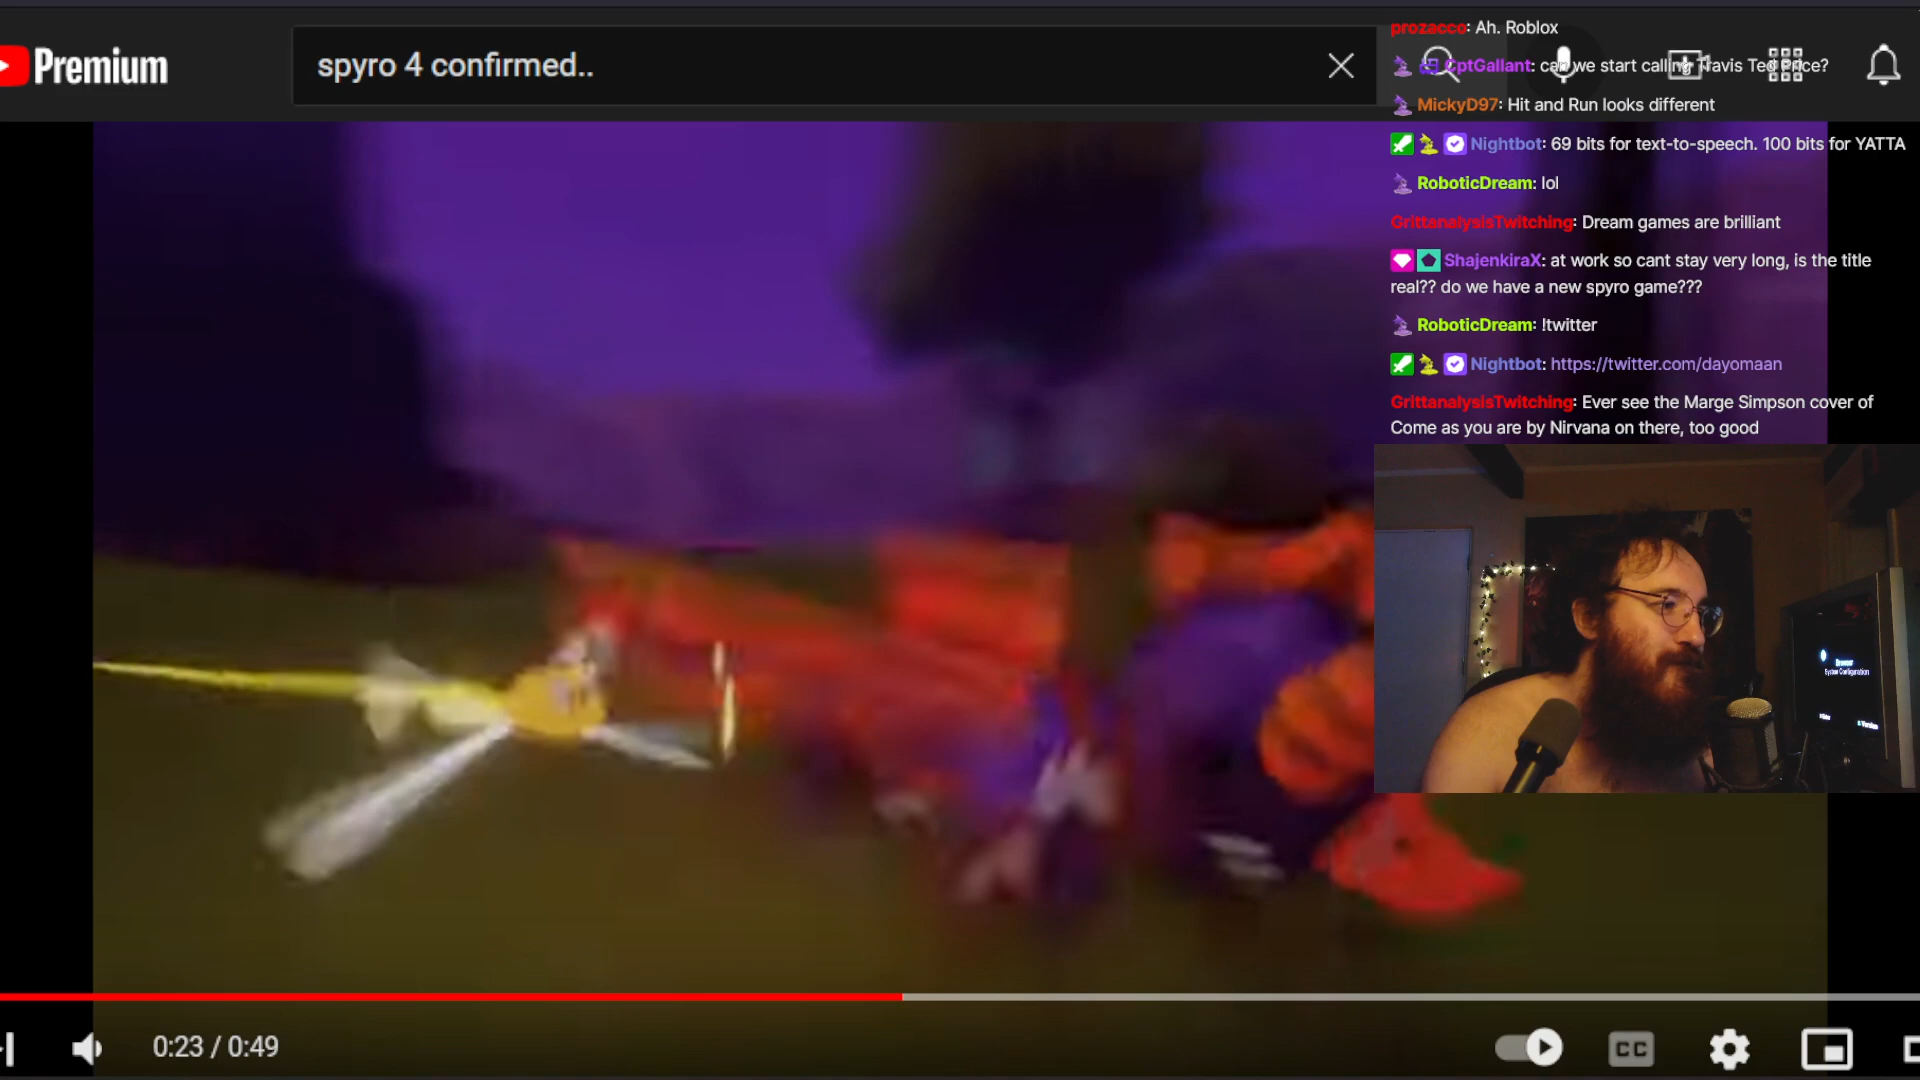 Premium
spyro 4 confirmed..
prozacco: Ah. Roblox
CptGallant: can we start calling Travis Ted Price?
MickyD97: Hit and Run looks different
Nightbot: 69 bits for text-to-speech. 100 bits for YATTA
RoboticDream: lol
GrittanalysisTwitching: Dream games are brilliant
ShajenkiraX: at work so cant stay very long, is the title
real?? do we have a new spyro game???
RoboticDream: !twitter
Nightbot: https://twitter.com/dayomaan
GrittanalysisTwitching: Ever see the Marge Simpson cover of
Come as you are by Nirvana on there, too good
Browser
System Configuration
0:23 / 0:49
CC